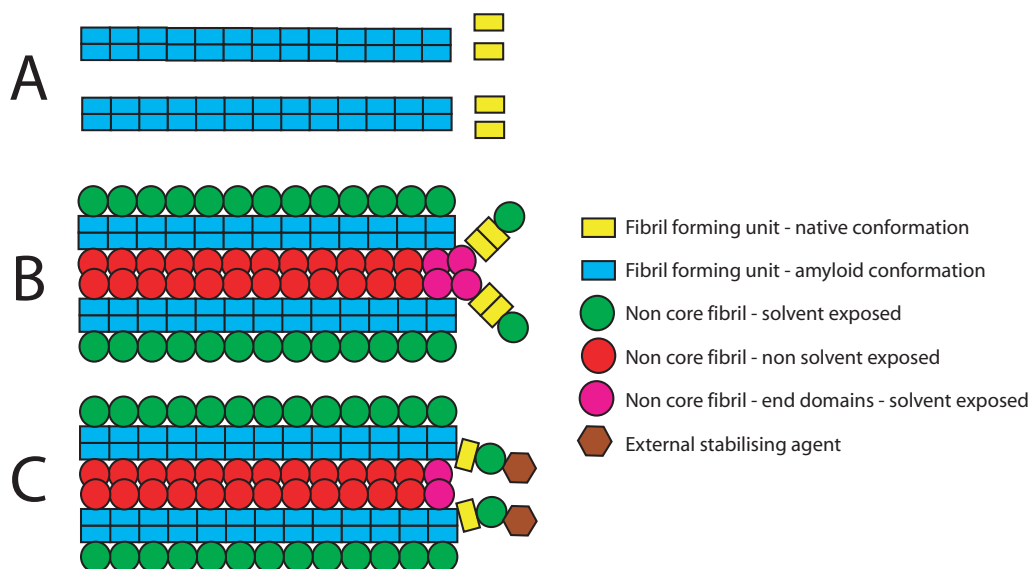 A
B
C
Fibril forming unit - native conformation
Fibril forming unit - amyloid conformation
Non core fibril - solvent exposed
Non core fibril - non solvent exposed
Non core fibril - end domains - solvent exposed
External stabilising agent